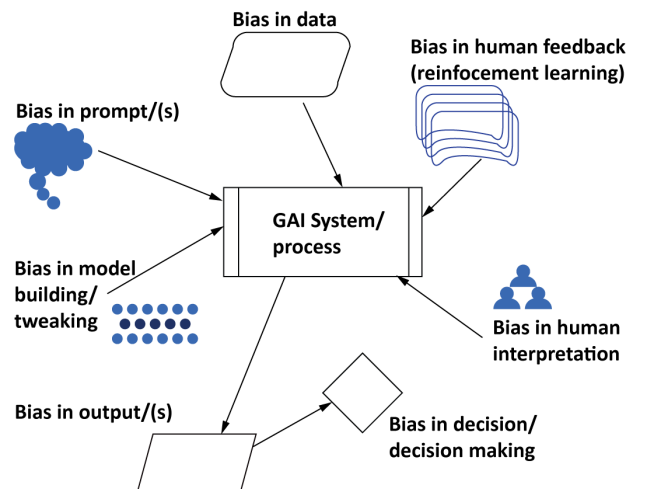 Bias in data
Bias in human feedback
(reinfocement learning)
Bias in prompt/(s)
GAI System/
process
Bias in model
building/
tweaking
Bias in human
interpretation
Bias in output/(s)
Bias in decision/
decision making